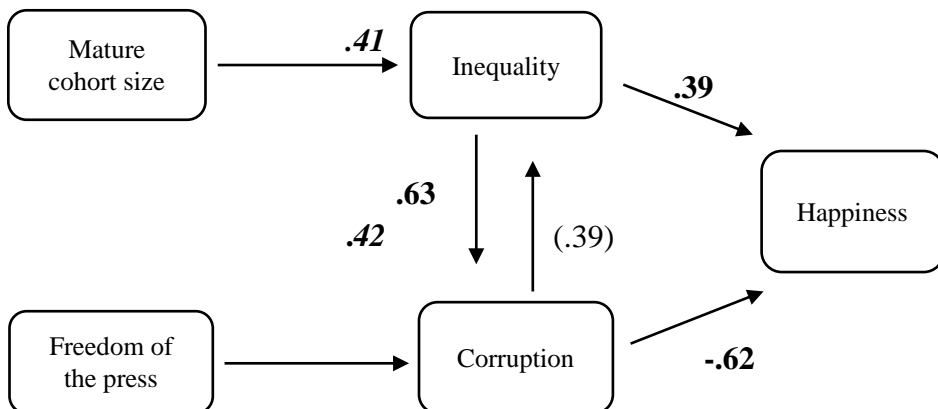 Mature
cohort size
.41
Inequality
.39
.63
.42
(.39)
Happiness
Freedom of
the press
Corruption
-.62